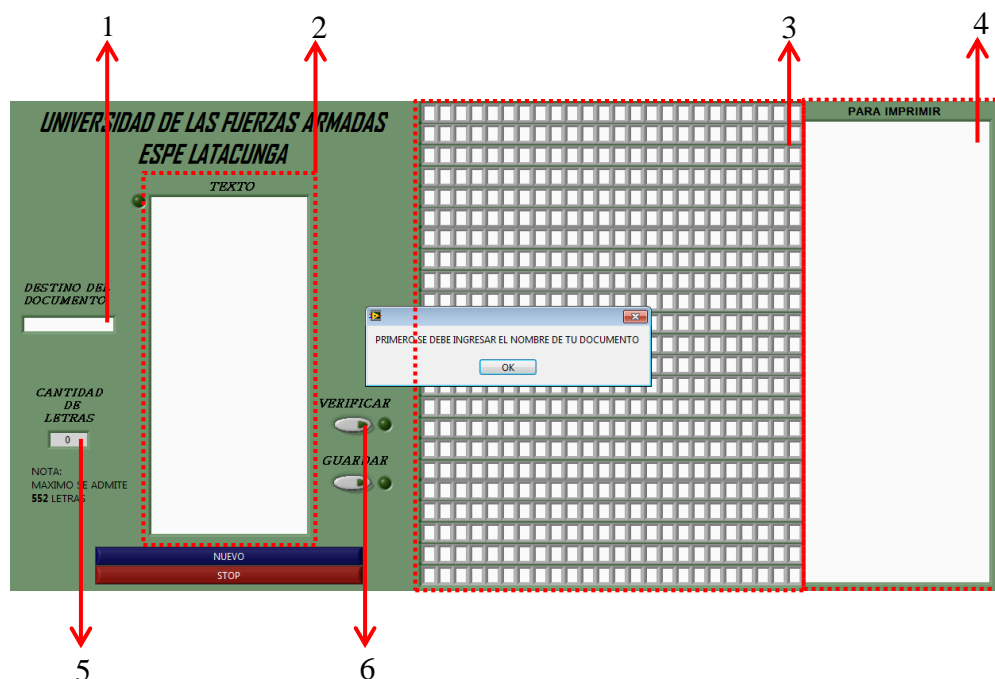 1
2
3
4
UNIVERSIDAD DE LAS FUERZAS ARMADAS
ESPE LATACUNGA
PARA IMPRIMIR
TEXTO
DESTINO DEL
DOCUMENTO
PRIMERO SE DEBE INGRESAR EL NOMBRE DE TU DOCUMENTO
OK
CANTIDAD
DE
LETRAS
0
NOTA:
MAXIMO SE ADMITE
552 LETRAS
VERIFICAR
GUARDAR
NUEVO
STOP
5
6